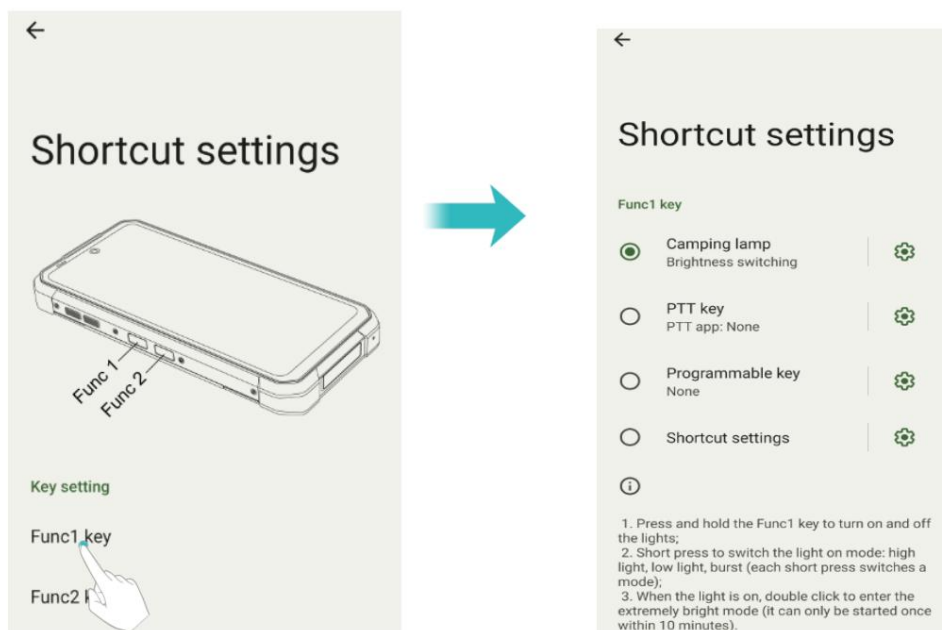 Shortcut settings
Func 1
Func 2
Key setting
Func1 key
Func2
Shortcut settings
Func1 key
Camping lamp
Brightness switching
PTT key
PTT app: None
Programmable key
None
Shortcut settings
1. Press and hold the Func1 key to turn on and off
the lights;
2. Short press to switch the light on mode: high
light, low light, burst (each short press switches a
mode);
3. When the light is on, double click to enter the
extremely bright mode (it can only be started once
within 10 minutes).